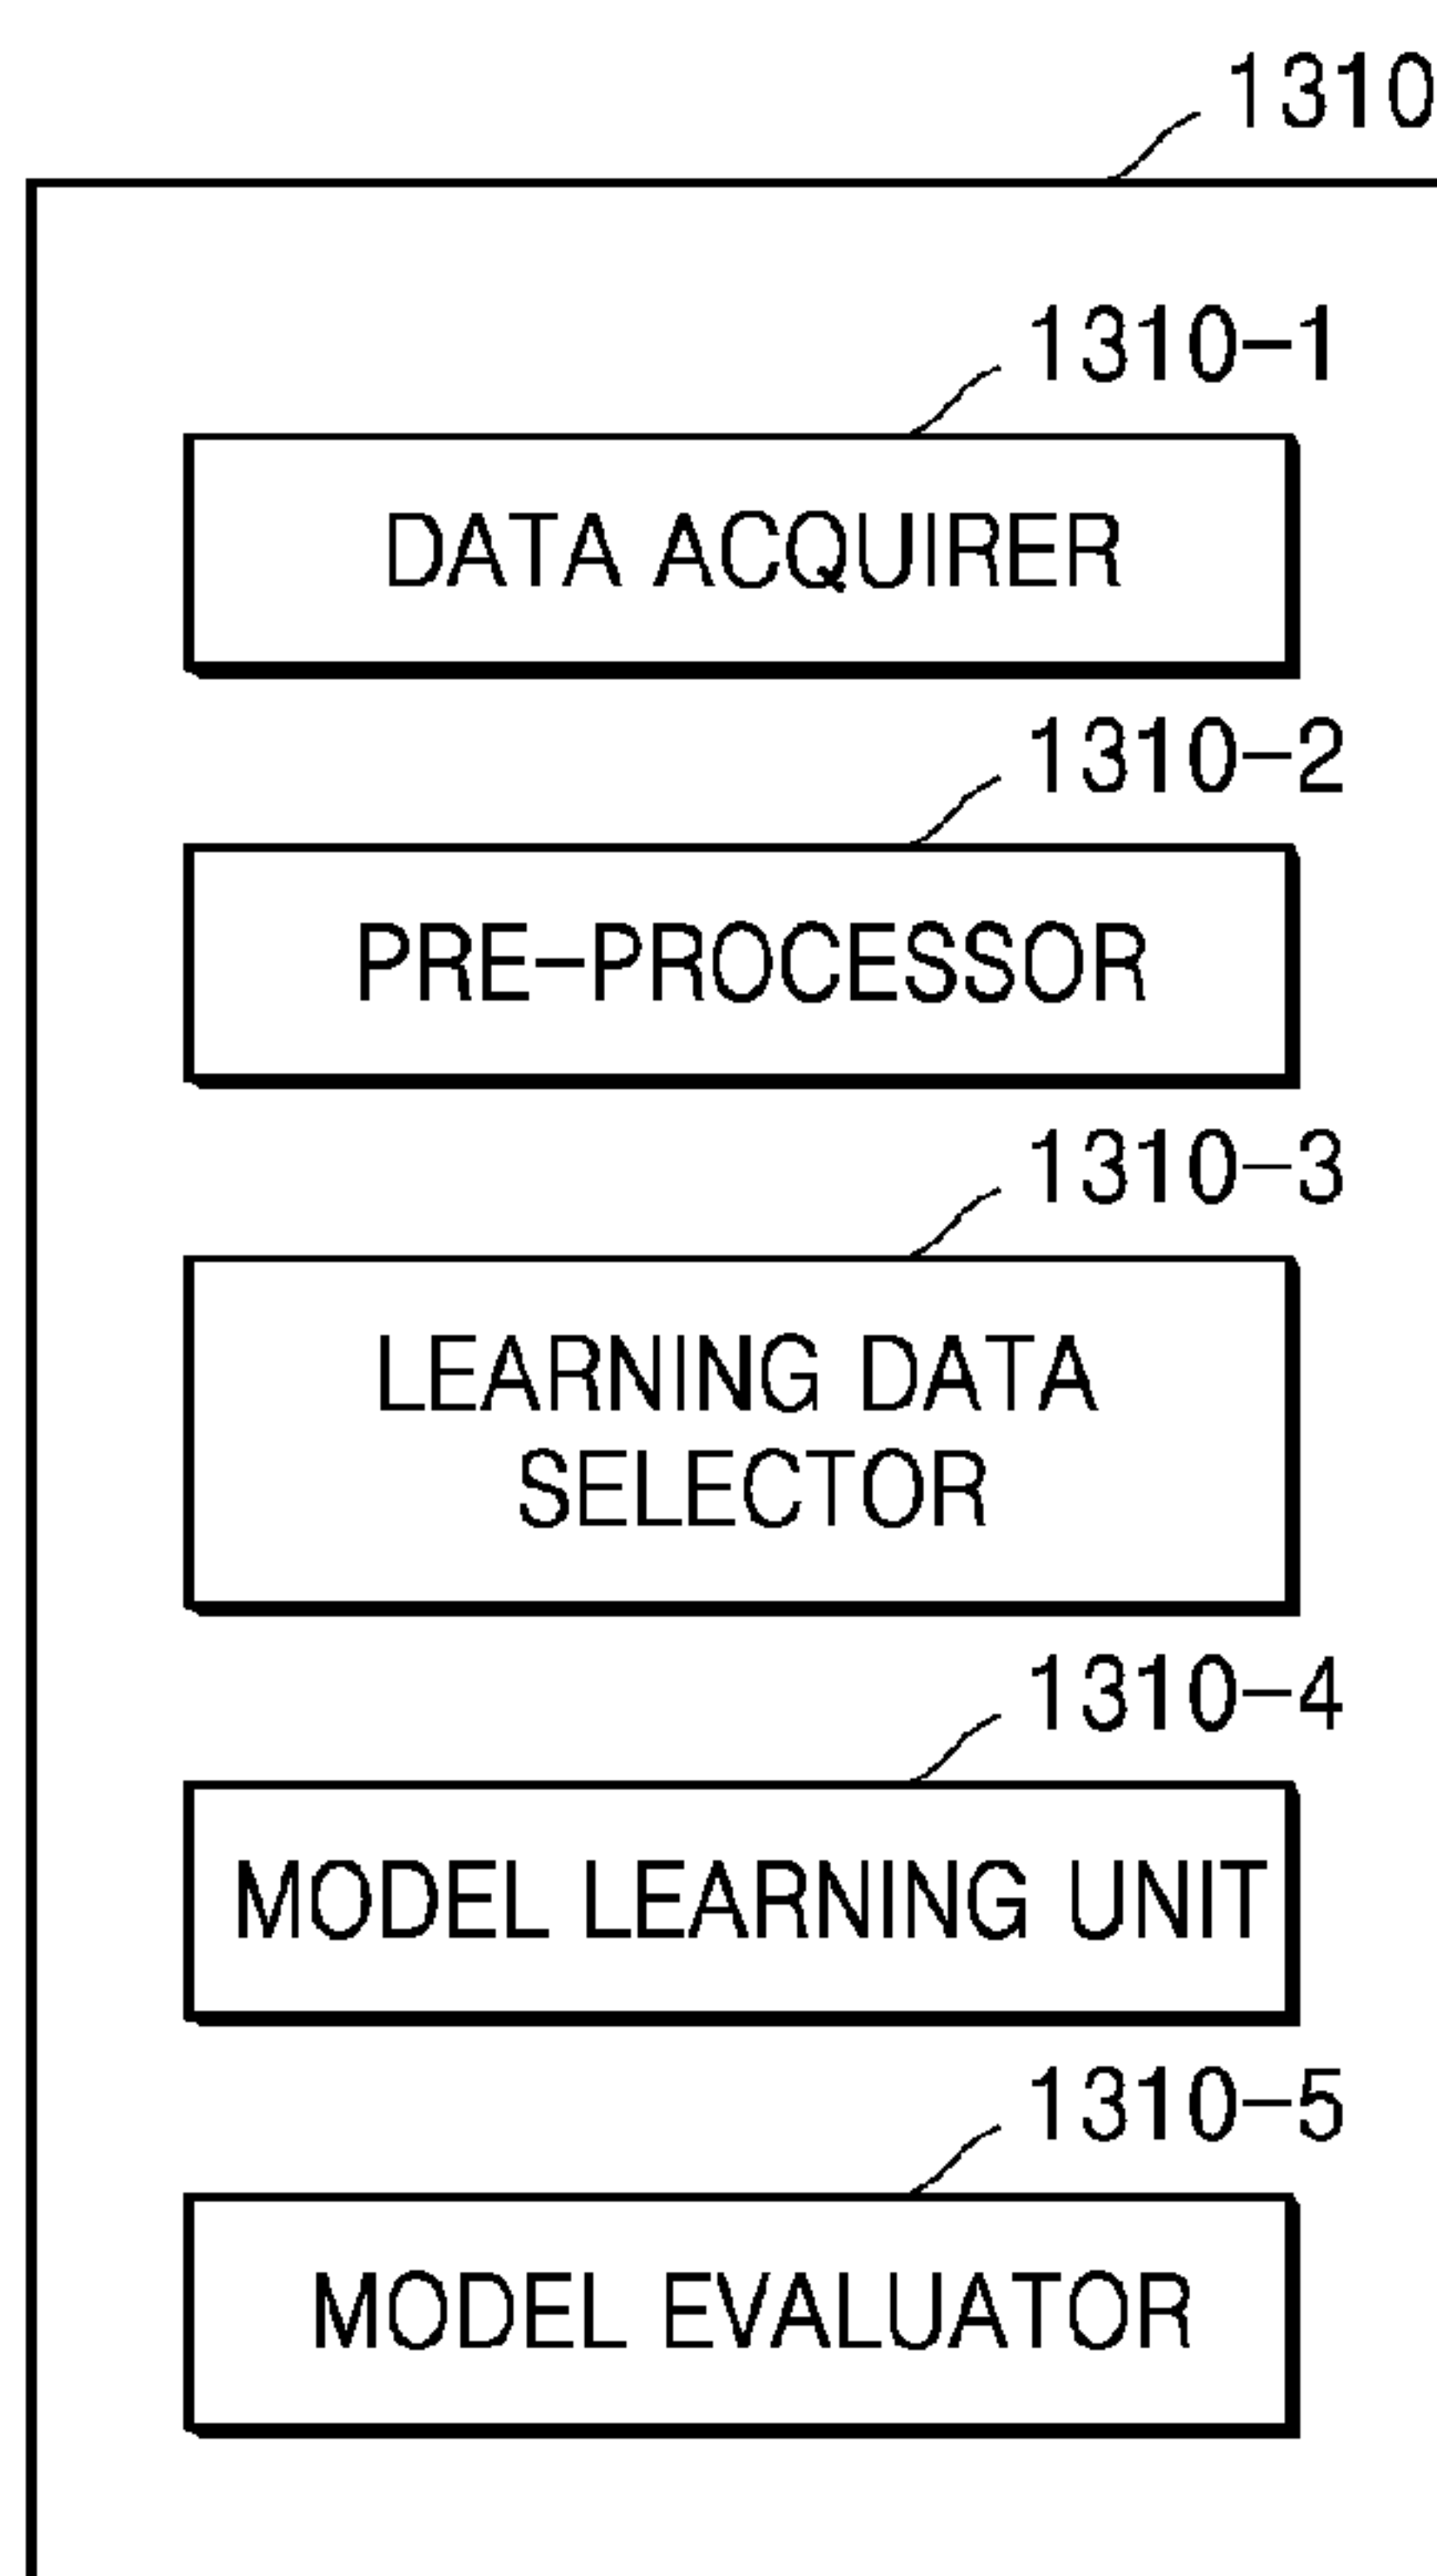 1310
1310-1
DATA ACQUIRER
1310-2
PRE-PROCESSOR
1310-3
LEARNING DATA
SELECTOR
1310-4
MODEL LEARNING UNIT
1310-5
MODEL EVALUATOR